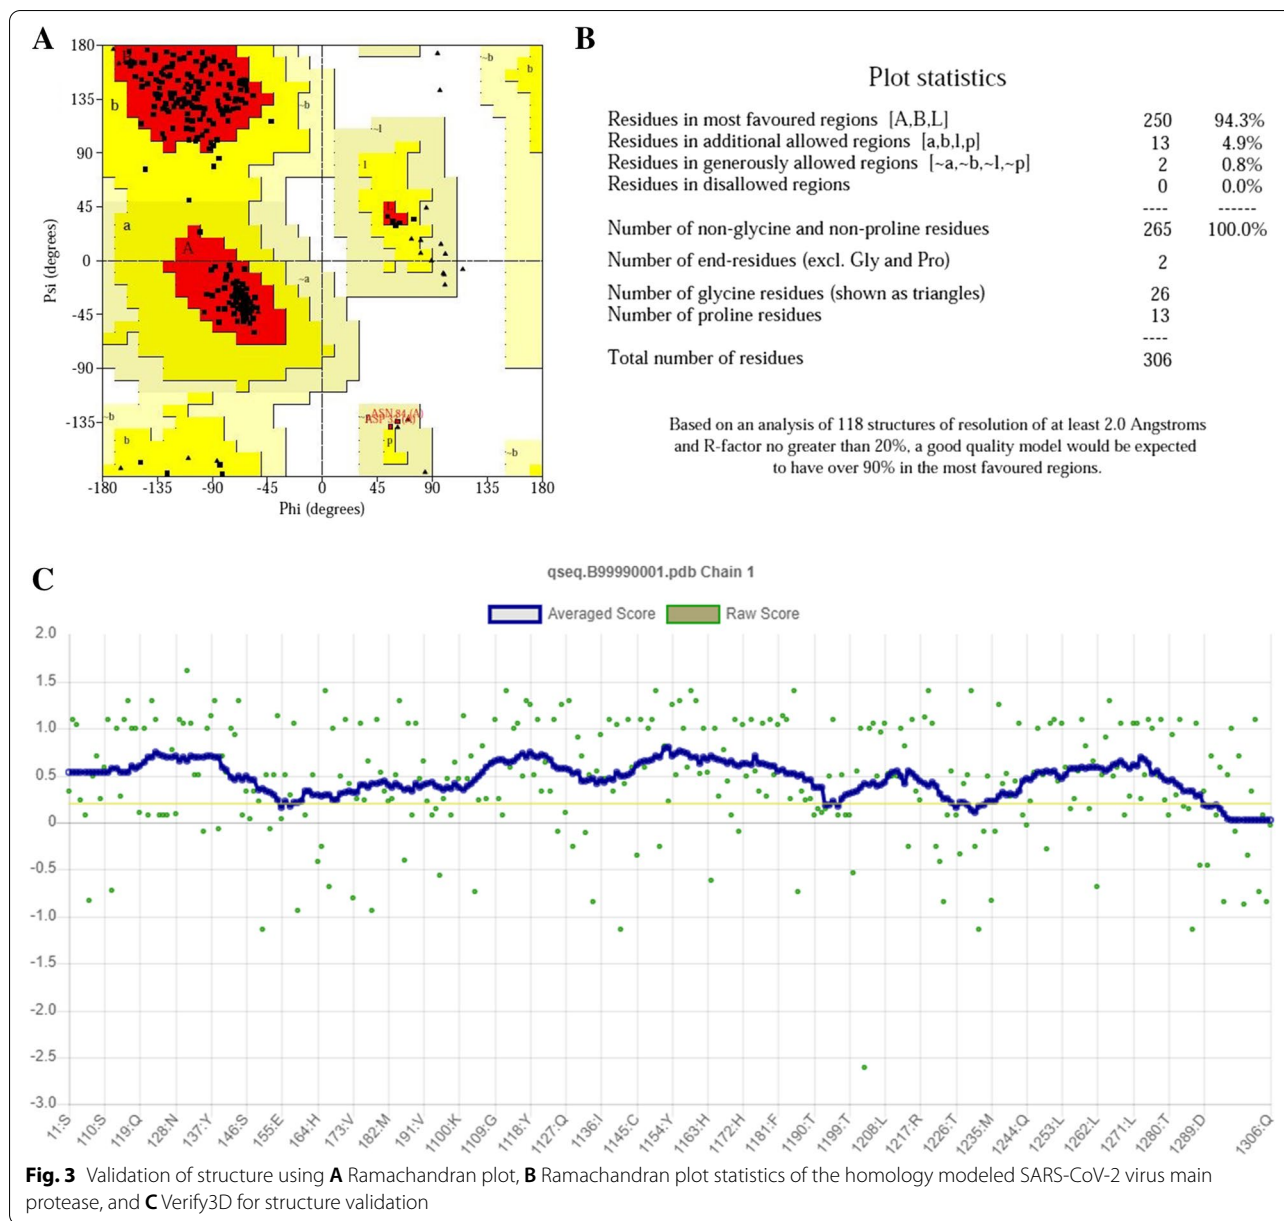 A
180
135
90
45
0
-45
-90
-135
-180 -135 -90 -45 0 45 90 135 180
Psi (degrees)
Phi (degrees)
b
~b
~b
b
~l
l
a
A
~a
~b
b
ASN 84 (A)
p
~b
B
Plot statistics
Residues in most favoured regions [A,B,L] 250 94.3%
Residues in additional allowed regions [a,b,l,p] 13 4.9%
Residues in generously allowed regions [~a,~b,~l,~p] 2 0.8%
Residues in disallowed regions 0 0.0%
---- ------
Number of non-glycine and non-proline residues 265 100.0%
Number of end-residues (excl. Gly and Pro) 2
Number of glycine residues (shown as triangles) 26
Number of proline residues 13
----
Total number of residues 306
Based on an analysis of 118 structures of resolution of at least 2.0 Angstroms
and R-factor no greater than 20%, a good quality model would be expected
to have over 90% in the most favoured regions.
C
qseq.B99990001.pdb Chain 1
Averaged Score Raw Score
2.0
1.5
1.0
0.5
0
-0.5
-1.0
-1.5
-2.0
-2.5
-3.0
11:S 110:S 119:Q 128:N 137:Y 146:S 155:E 164:H 173:V 182:M 191:V 1100:K 1109:G 1118:Y 1127:Q 1136:I 1145:C 1154:Y 1163:H 1172:H 1181:F 1190:T 1199:T 1208:L 1217:R 1226:T 1235:M 1244:Q 1253:L 1262:L 1271:L 1280:T 1289:D 1306:Q
Fig. 3 Validation of structure using A Ramachandran plot, B Ramachandran plot statistics of the homology modeled SARS-CoV-2 virus main
protease, and C Verify3D for structure validation